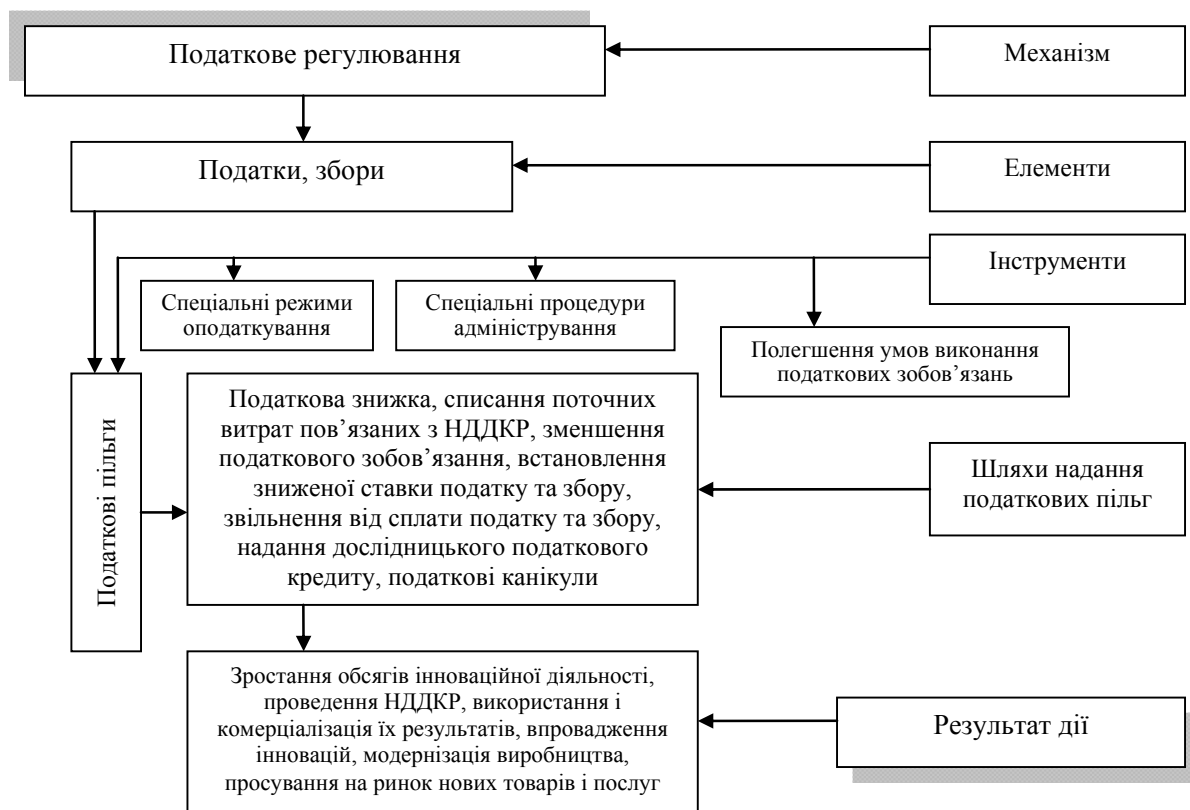 Податкове регулювання
Механізм
Податки, збори
Елементи
Інструменти
Спеціальні режими
оподаткування
Спеціальні процедури
адміністрування
Полегшення умов виконання
податкових зобов’язань
Податкові пільги
Податкова знижка, списання поточних
витрат пов’язаних з НДДКР, зменшення
податкового зобов’язання, встановлення
зниженої ставки податку та збору,
звільнення від сплати податку та збору,
надання дослідницького податкового
кредиту, податкові канікули
Шляхи надання
податкових пільг
Зростання обсягів інноваційної діяльності,
проведення НДДКР, використання і
комерціалізація їх результатів, впровадження
інновацій, модернізація виробництва,
просування на ринок нових товарів і послуг
Результат дії